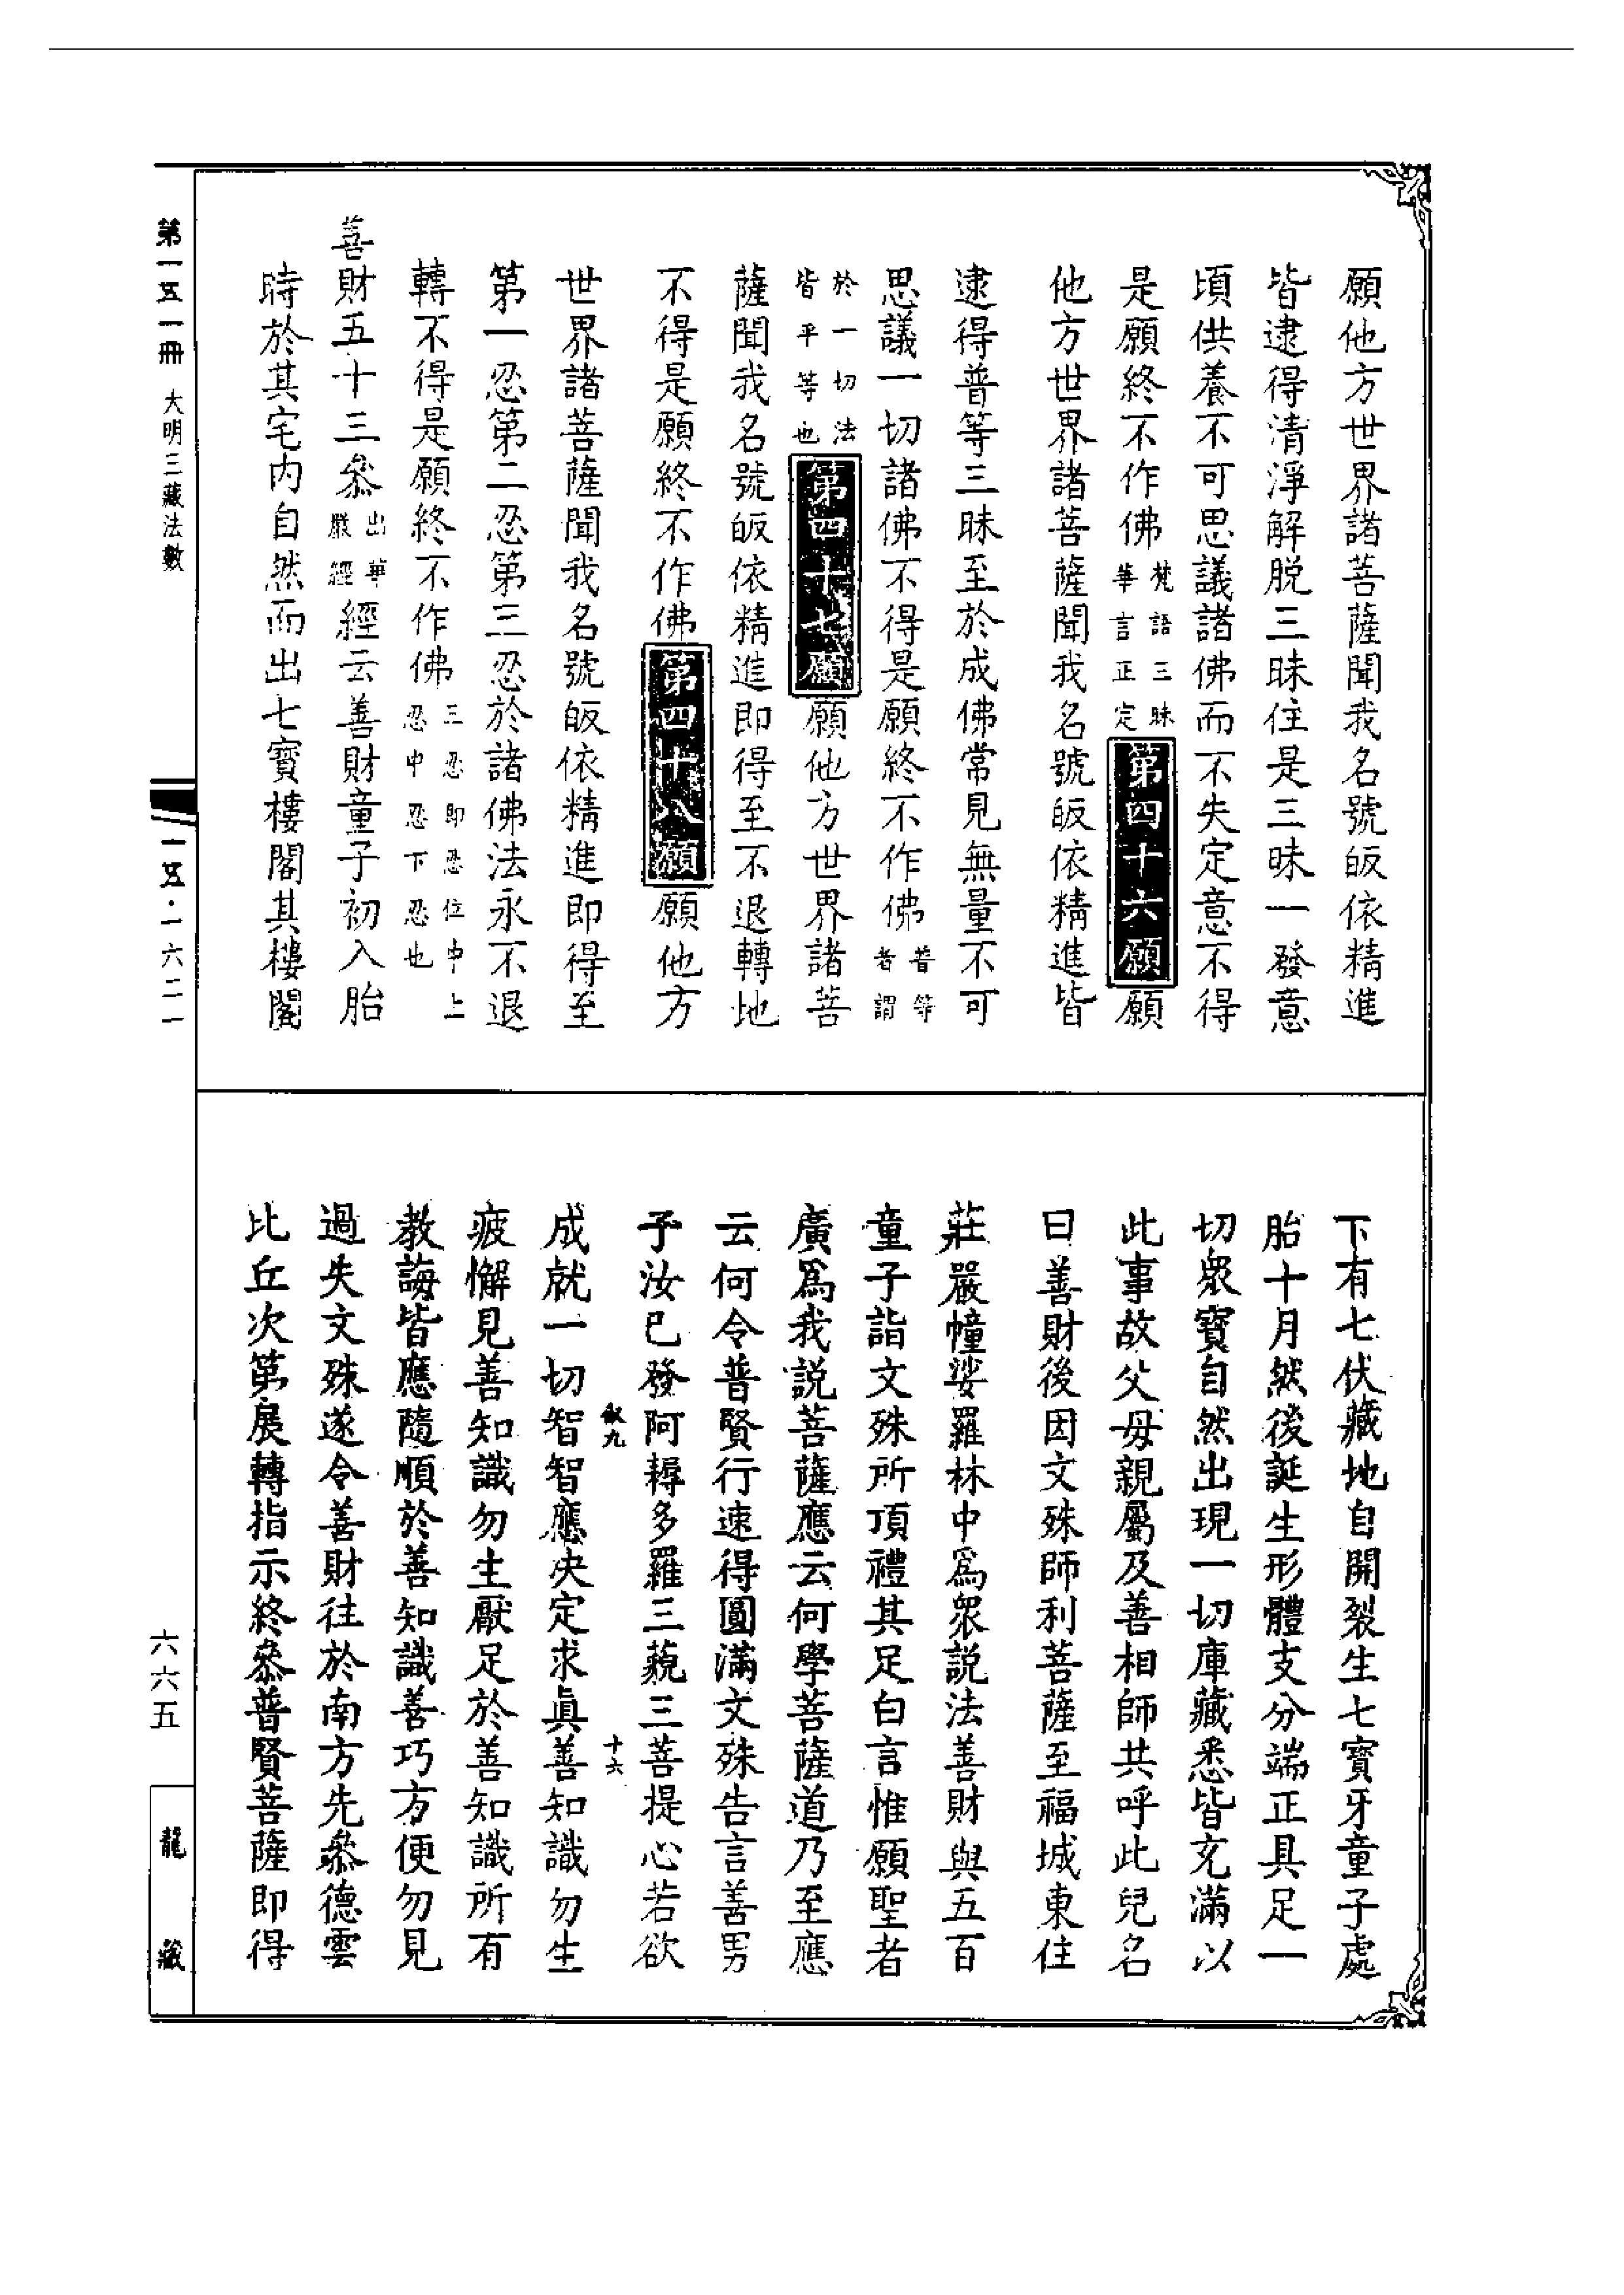 願他方世界諸菩薩聞我名號皈依精進
皆逮得清淨解脱三昧住是三昧一發意
頃供養不可思議諸佛而不失定意不得
是願終不作佛梵語三昧華言正定第四十六願願
他方世界諸菩薩聞我名號皈依精進皆
逮得普等三昧至於成佛常見無量不可
思議一切諸佛不得是願終不作佛普等者謂
於一切法皆平等也第四十七願願他方世界諸菩
薩聞我名號皈依精進即得至不退轉地
不得是願終不作佛第四十八願願他方
世界諸菩薩聞我名號皈依精進即得至
第一忍第二忍第三忍於諸佛法永不退
轉不得是願終不作佛三忍即忍位中上忍中忍下忍也
善財五十三叅出華嚴經經云善財童子初入胎
時於其宅内自然而出七寶樓閣其樓閣
下有七伏藏地自開裂生七寶牙童子處
胎十月然後誕生形體支分端正具足一
切衆寶自然出現一切庫藏悉皆充滿以
此事故父母親屬及善相師共呼此兒名
曰善財後因文殊師利菩薩至福城東住
莊嚴幢娑羅林中爲衆説法善財與五百
童子詣文殊所頂禮其足白言惟願聖者
廣爲我説菩薩應云何學菩薩道乃至應
云何令普賢行速得圓滿文殊告言善男
子汝已發阿耨多羅三藐三菩提心若欲
九
十六
成就一切智智應决定求眞善知識勿生
疲懈見善知識勿生厭足於善知識所有
教誨皆應隨順於善知識善巧方便勿見
過失文殊遂令善財往於南方先叅德雲
比丘次第展轉指示終叅普賢菩薩即得
第一五一冊
大明三藏法數
一五·一六二一
六六五
龍藏